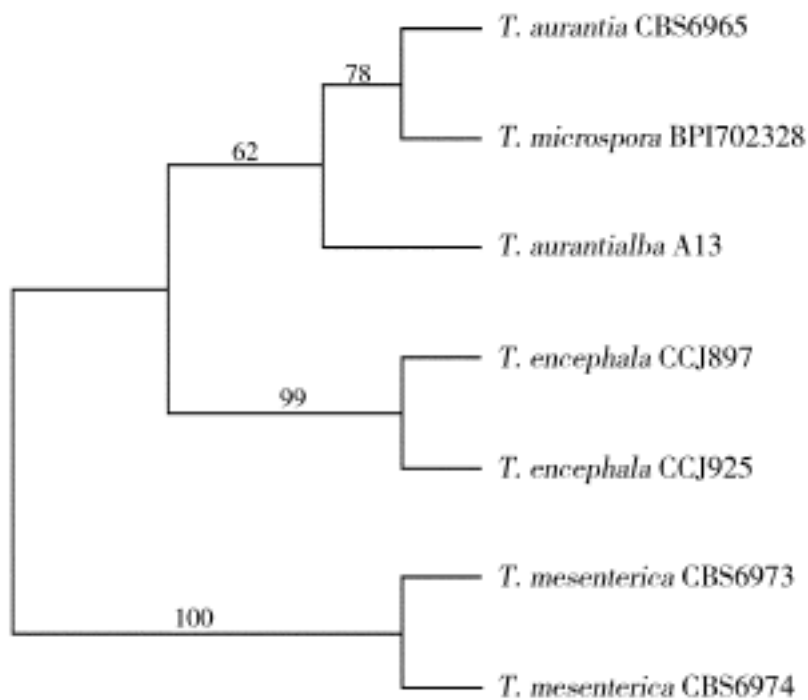 T. aurantia CBS6965
78
T. microspora BPI702328
62
T. aurantialba A13
T. encephala CCJ897
99
T. encephala CCJ925
T. mesenterica CBS6973
100
T. mesenterica CBS6974